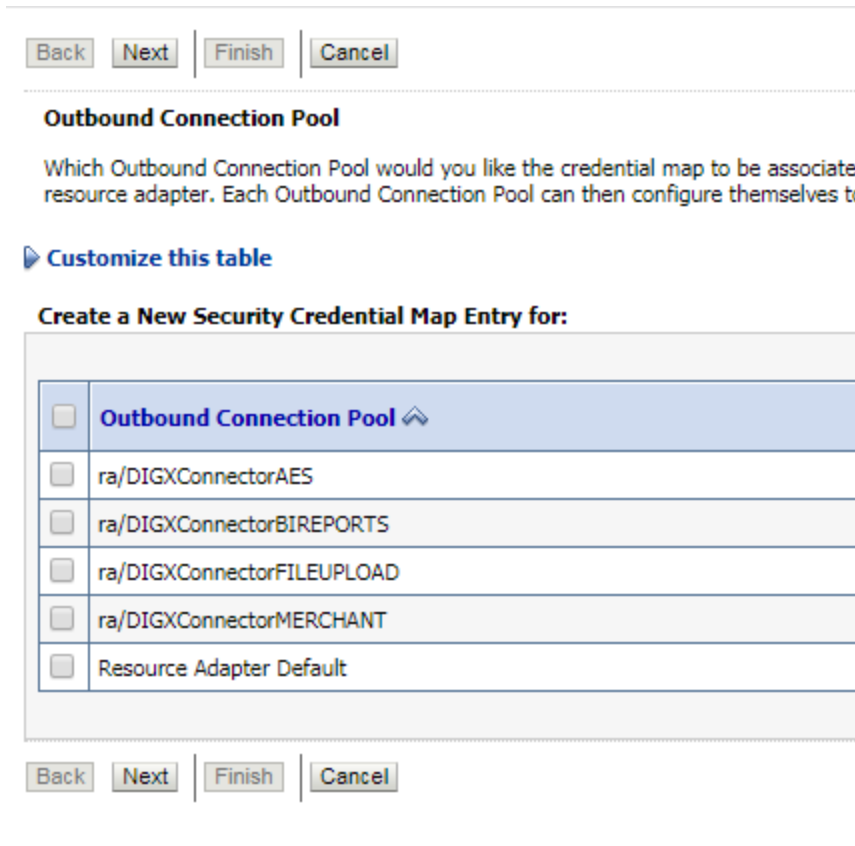 Back Next Finish Cancel
Outbound Connection Pool
Which Outbound Connection Pool would you like the credential map to be associate
resource adapter. Each Outbound Connection Pool can then configure themselves to
Customize this table
Create a New Security Credential Map Entry for:
Outbound Connection Pool
ra/DIGXConnectorAES
ra/DIGXConnectorBIREPORTS
ra/DIGXConnectorFILEUPLOAD
ra/DIGXConnectorMERCHANT
Resource Adapter Default
Back Next Finish Cancel